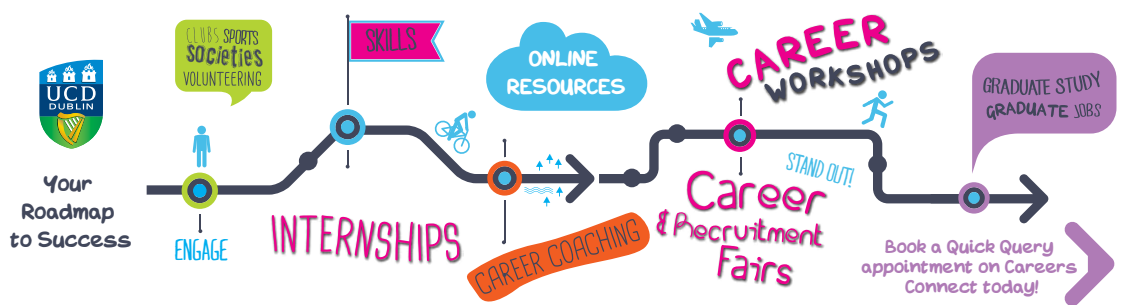 UCD
DUBLIN
Your
Roadmap
to Success
CLUBS SPORTS
Societies
VOLUNTEERING
ENGAGE
SKILLS
INTERNSHIPS
ONLINE
RESOURCES
CAREER COACHING
CAREER
WORKSHOPS
STAND OUT!
Career
& Recruitment
Fairs
GRADUATE STUDY
GRADUATE JOBS
Book a Quick Query
appointment on Careers
Connect today!